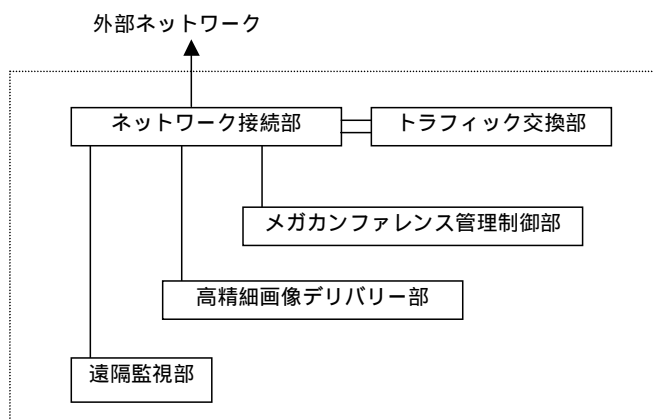 外部ネットワーク
ネットワーク接続部
トラフィック交換部
メガカンファレンス管理制御部
高精細画像デリバリー部
遠隔監視部